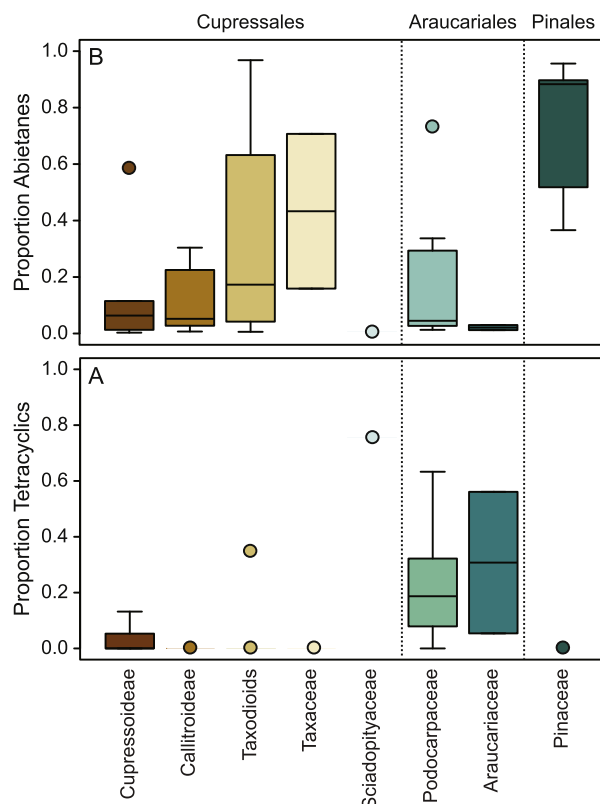 Cupressales Araucariales Pinales
B
Proportion Abietanes
1.0
0.8
0.6
0.4
0.2
0.0
A
Proportion Tetracyclics
1.0
0.8
0.6
0.4
0.2
0.0
Cupressoideae
Callitroideae
Taxodioids
Taxaceae
Sciadopityaceae
Podocarpaceae
Araucariaceae
Pinaceae